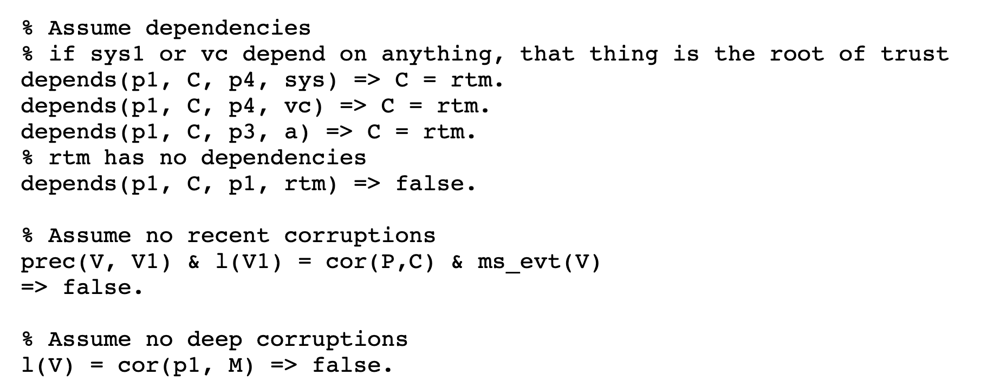 % Assume dependencies
% if sys1 or vc depend on anything, that thing is the root of trust
depends(p1, C, p4, sys) => C = rtm.
depends(p1, C, p4, vc) => C = rtm.
depends(p1, C, p3, a) => C = rtm.
% rtm has no dependencies
depends(p1, C, p1, rtm) => false.

% Assume no recent corruptions
prec(V, V1) & l(V1) = cor(P,C) & ms_evt(V)
=> false.

% Assume no deep corruptions
l(V) = cor(p1, M) => false.